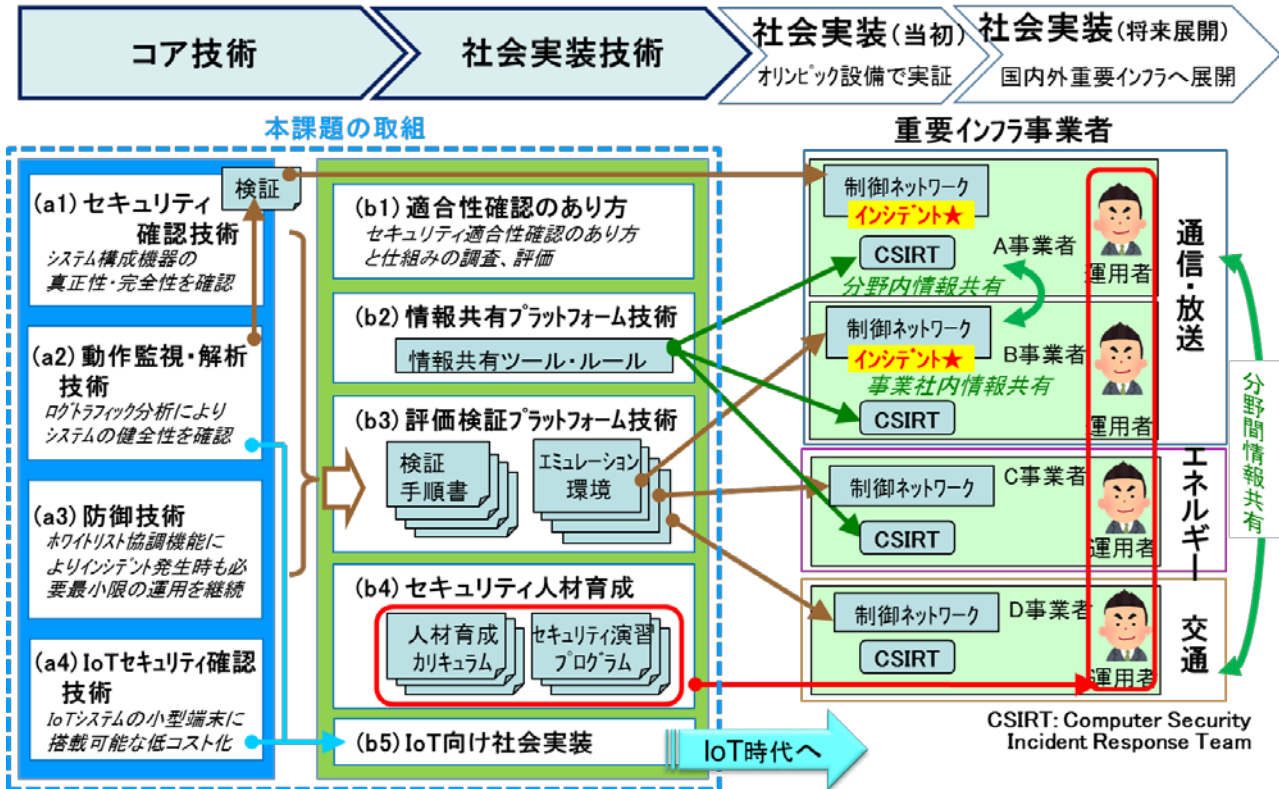 コア技術
社会実装技術
社会実装(当初)
オリンピック設備で実証
社会実装(将来展開)
国内外重要インフラへ展開
本課題の取組
重要インフラ事業者
検証
(a1)セキュリティ
確認技術
システム構成機器の
真正性・完全性を確認
(a2)動作監視・解析
技術
ログトラフィック分析により
システムの健全性を確認
(a3)防御技術
ホワイトリスト協調機能に
よりインシデント発生時も必
要最小限の運用を継続
(a4)IoTセキュリティ確認
技術
IoTシステムの小型端末に
搭載可能な低コスト化
(b1)適合性確認のあり方
セキュリティ適合性確認のあり方
と仕組みの調査、評価
(b2)情報共有プラットフォーム技術
情報共有ツール・ルール
(b3)評価検証プラットフォーム技術
検証
手順書
エミュレーション
環境
(b4)セキュリティ人材育成
人材育成
カリキュラム
セキュリティ演習
プログラム
(b5)IoT向け社会実装
IoT時代へ
制御ネットワーク
インシデント★
CSIRT
A事業者
分野内情報共有
運用者
制御ネットワーク
インシデント★
B事業者
事業社内情報共有
CSIRT
運用者
通信・放送
制御ネットワーク
C事業者
CSIRT
運用者
エネルギー
制御ネットワーク
D事業者
CSIRT
運用者
交通
分野間情報共有
CSIRT: Computer Security
Incident Response Team